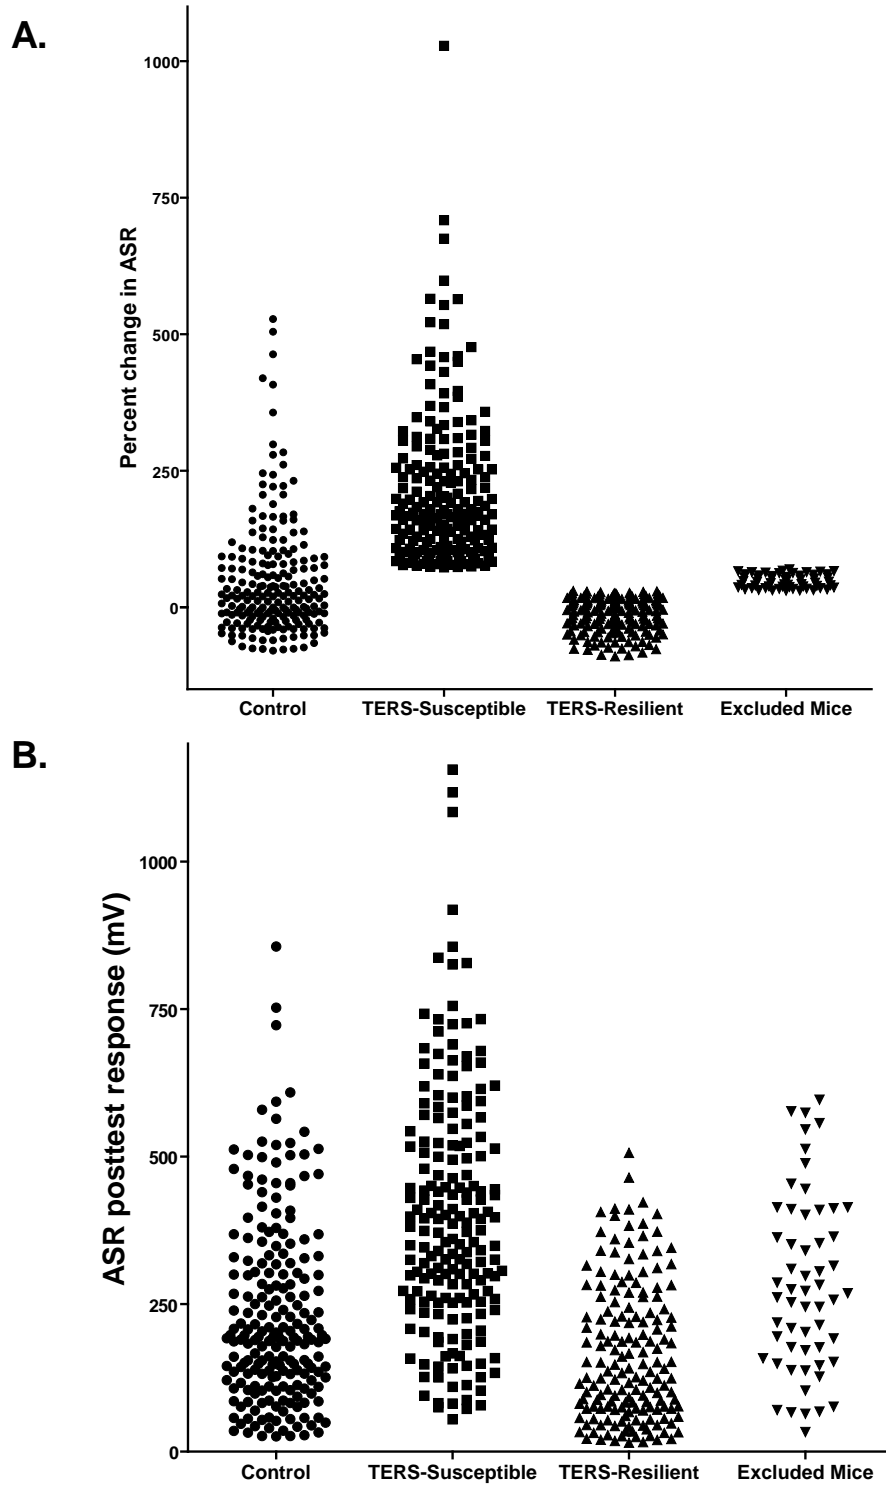 A.
Percent change in ASR
1000
750
500
250
0
Control TERS-Susceptible TERS-Resilient Excluded Mice
B.
ASR posttest response (mV)
1000
750
500
250
0
Control TERS-Susceptible TERS-Resilient Excluded Mice